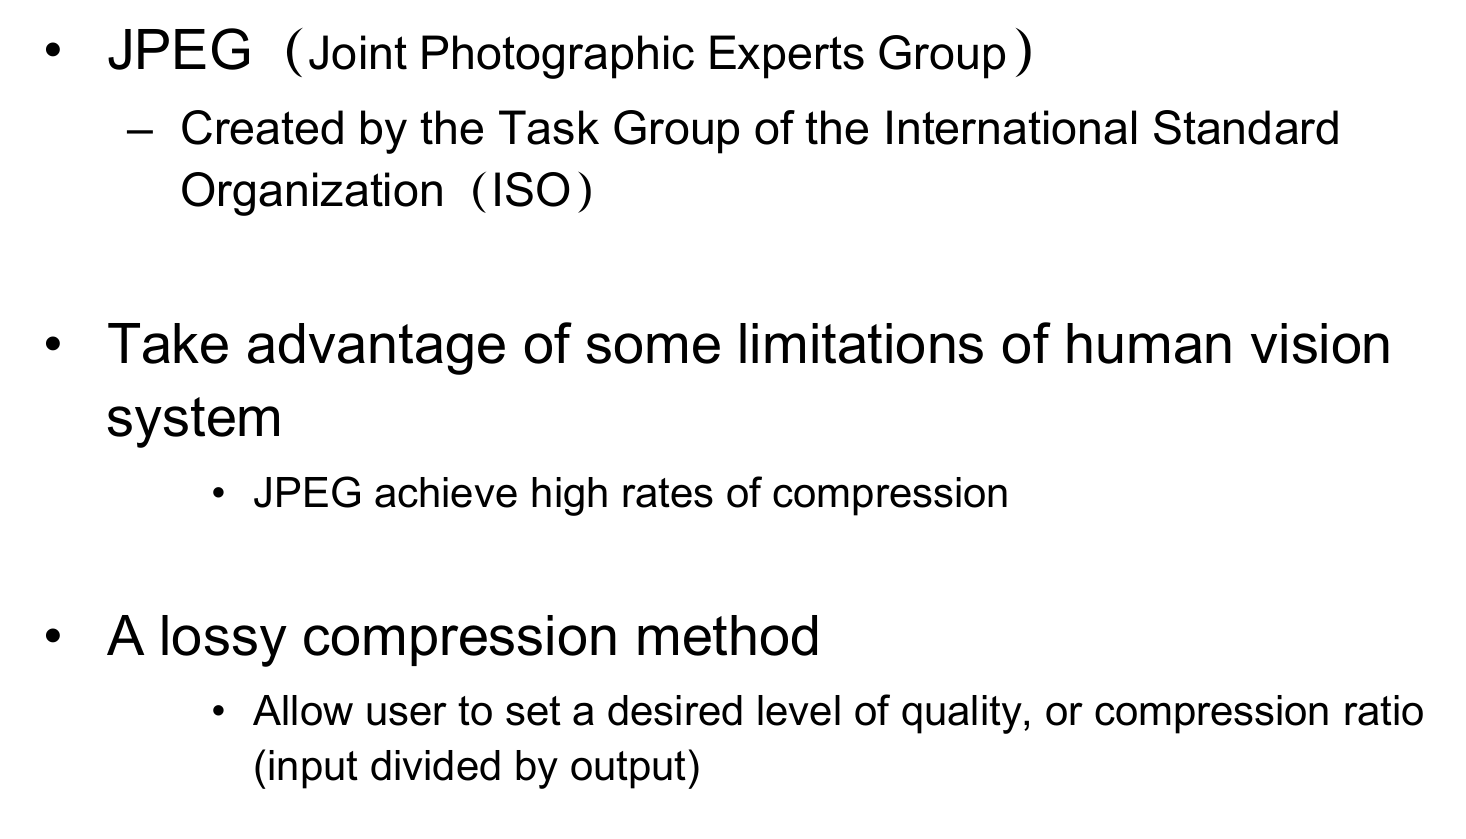 • JPEG (Joint Photographic Experts Group)
– Created by the Task Group of the International Standard
Organization (ISO)
• Take advantage of some limitations of human vision
system
• JPEG achieve high rates of compression
• A lossy compression method
• Allow user to set a desired level of quality, or compression ratio
(input divided by output)